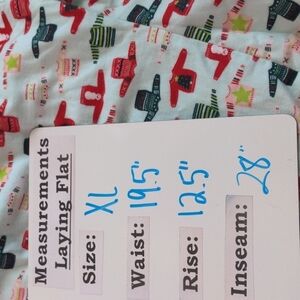 Measurements
Laying Flat
Size: XL
Waist: 19.5"
Rise: 12.5"
Inseam: 28"